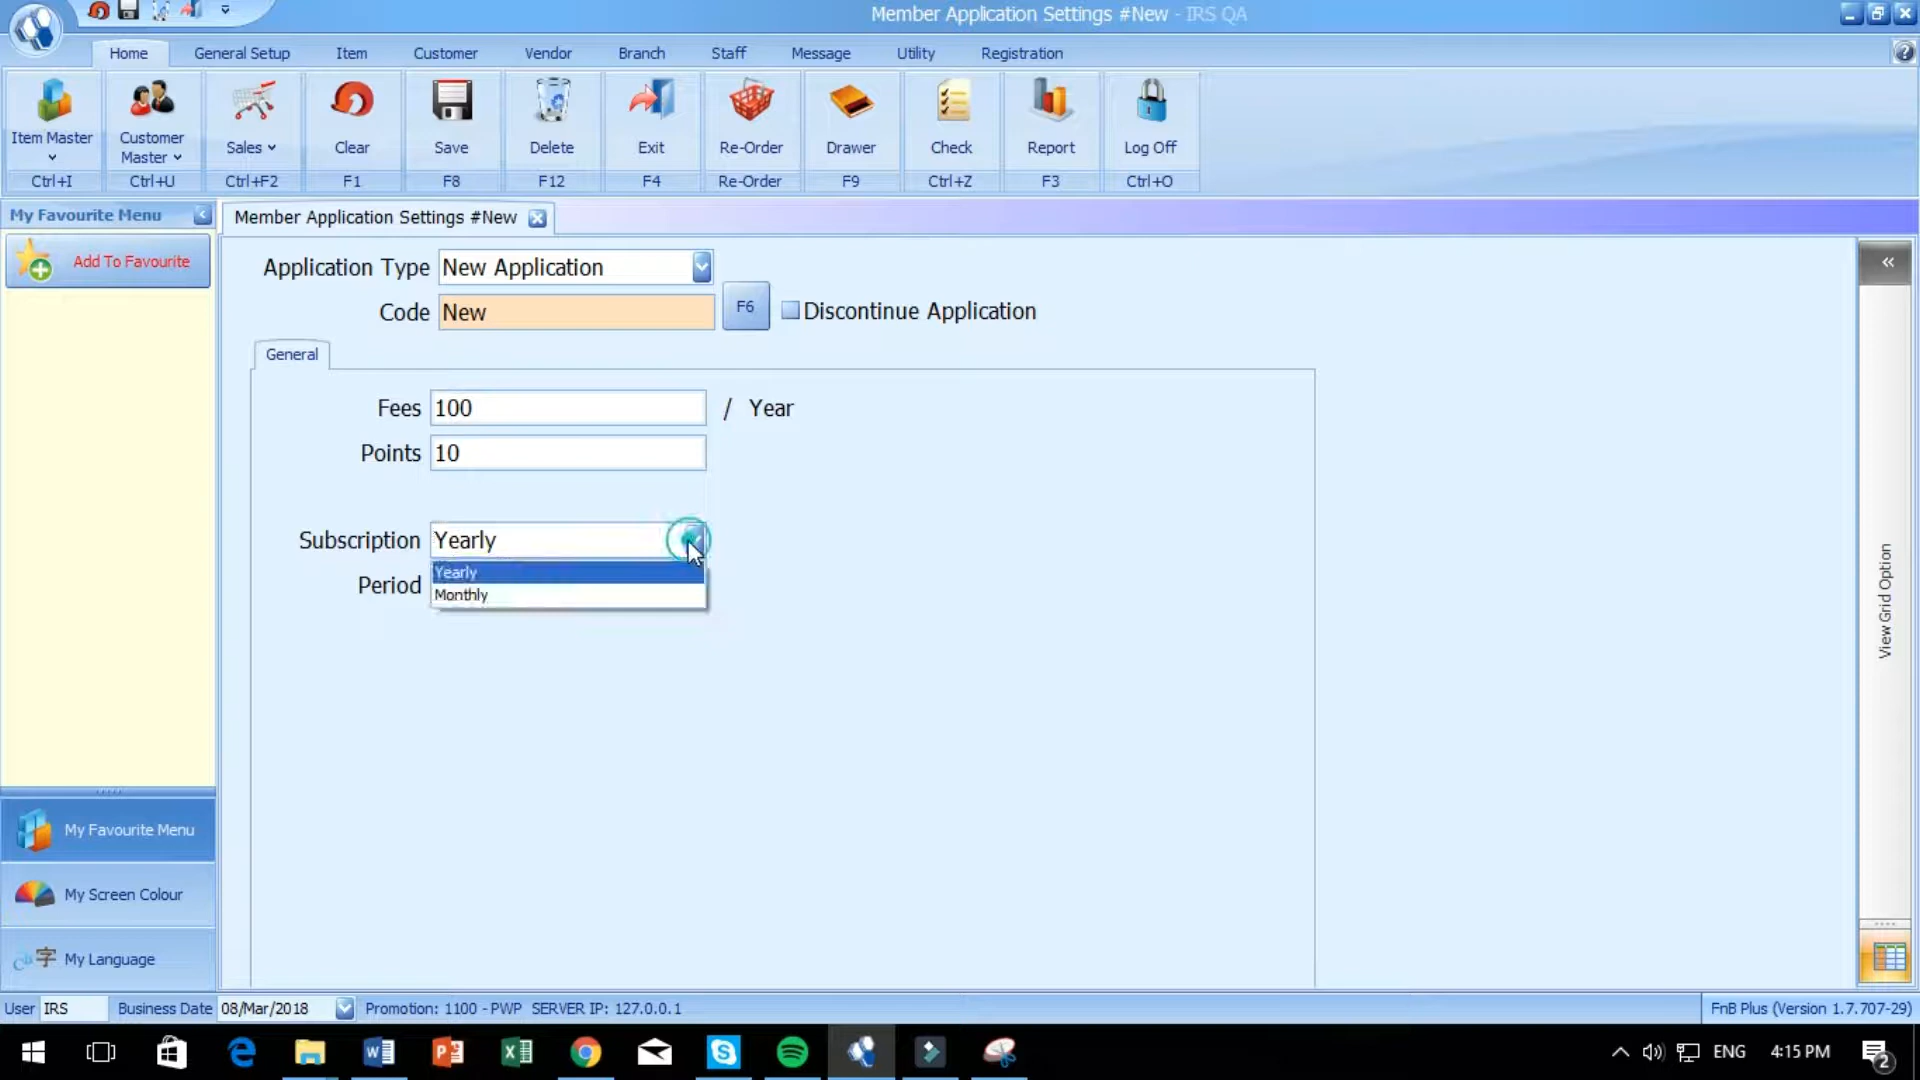 Member Application Settings #New - IRS QA
Home General Setup Item Customer Vendor Branch Staff Message Utility Registration
Item Master
Ctrl+I
Customer
Master
Ctrl+U
Sales
Ctrl+F2
Clear
F1
Save
F8
Delete
F12
Exit
F4
Re-Order
Re-Order
Drawer
F9
Check
Ctrl+Z
Report
F3
Log Off
Ctrl+O
My Favourite Menu
Add To Favourite
Member Application Settings #New
Application Type New Application
Code New F6 Discontinue Application
General
Fees 100 / Year
Points 10
Subscription Yearly
Yearly
Period
Monthly
View Grid Option
My Favourite Menu
My Screen Colour
字 My Language
User IRS Business Date 08/Mar/2018 Promotion: 1100 - PWP SERVER IP: 127.0.0.1 FnB Plus (Version 1.7.707-29)
ENG 4:15 PM 2